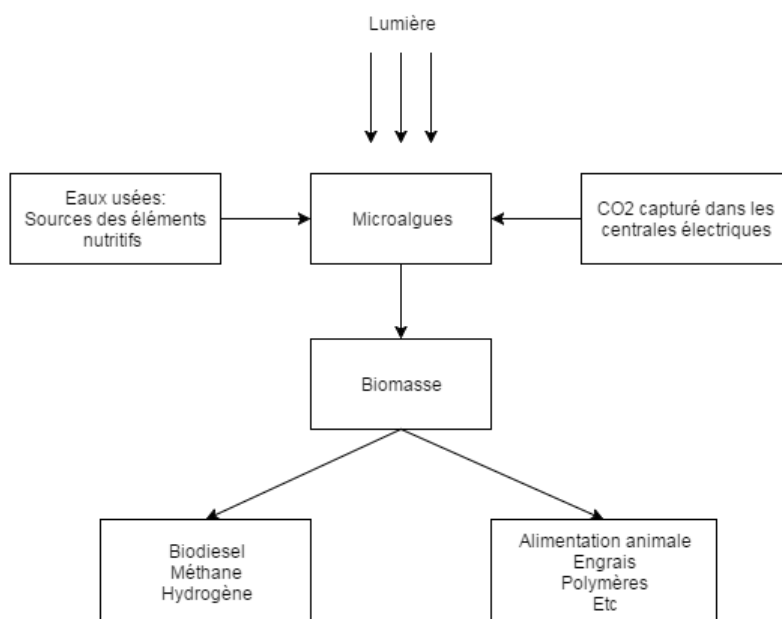 Lumière
Eaux usées:
Sources des éléments
nutritifs
Microalgues
CO2 capturé dans les
centrales électriques
Biomasse
Biodiesel
Méthane
Hydrogène
Alimentation animale
Engrais
Polymères
Etc